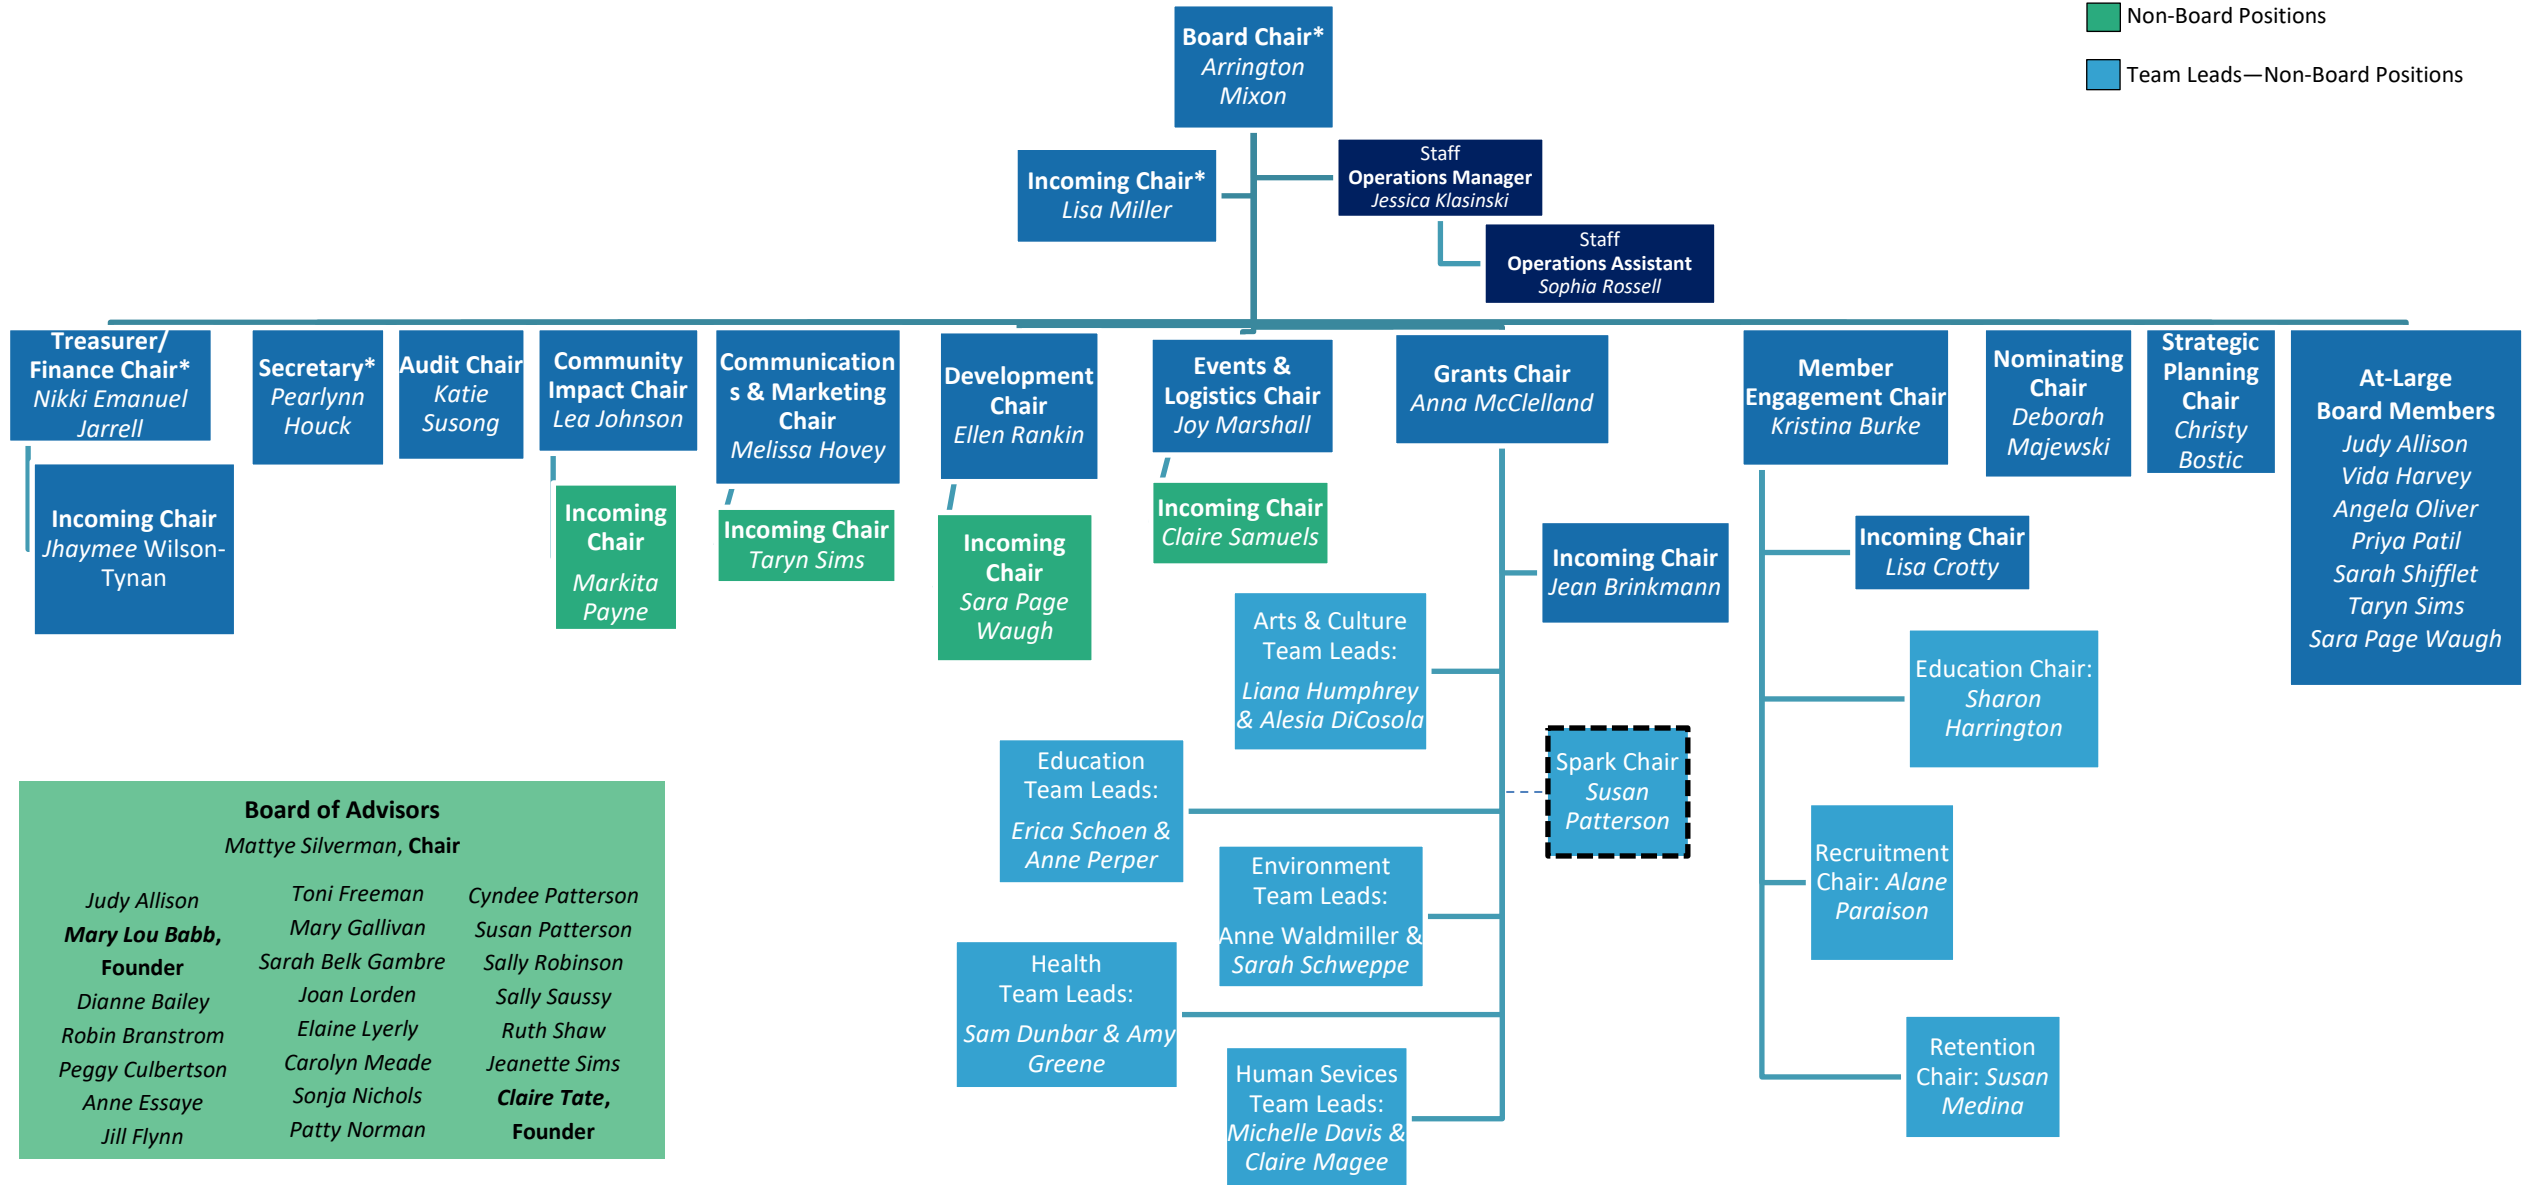 Non-Board Positions
Team Leads—Non-Board Positions
Board Chair*
Arrington
Mixon
Incoming Chair*
Lisa Miller
Staff
Operations Manager
Jessica Klasinski
Staff
Operations Assistant
Sophia Rossell
Treasurer/
Finance Chair*
Nikki Emanuel
Jarrell
Incoming Chair
Jhaymee Wilson-
Tynan
Secretary*
Pearlynn
Houck
Audit Chair
Katie
Susong
Community
Impact Chair
Lea Johnson
Incoming
Chair
Markita
Payne
Communication
s & Marketing
Chair
Melissa Hovey
Incoming Chair
Taryn Sims
Development
Chair
Ellen Rankin
Incoming
Chair
Sara Page
Waugh
Events &
Logistics Chair
Joy Marshall
Incoming Chair
Claire Samuels
Grants Chair
Anna McClelland
Incoming Chair
Jean Brinkmann
Arts & Culture
Team Leads:
Liana Humphrey
& Alesia DiCosola
Spark Chair
Susan
Patterson
Education
Team Leads:
Erica Schoen &
Anne Perper
Environment
Team Leads:
Anne Waldmiller &
Sarah Schweppe
Health
Team Leads:
Sam Dunbar & Amy
Greene
Human Sevices
Team Leads:
Michelle Davis &
Claire Magee
Member
Engagement Chair
Kristina Burke
Incoming Chair
Lisa Crotty
Education Chair:
Sharon
Harrington
Recruitment
Chair: Alane
Paraison
Retention
Chair: Susan
Medina
Nominating
Chair
Deborah
Majewski
Strategic
Planning
Chair
Christy
Bostic
At-Large
Board Members
Judy Allison
Vida Harvey
Angela Oliver
Priya Patil
Sarah Shifflet
Taryn Sims
Sara Page Waugh
Board of Advisors
Mattye Silverman, Chair
Judy Allison
Mary Lou Babb,
Founder
Dianne Bailey
Robin Branstrom
Peggy Culbertson
Anne Essaye
Jill Flynn
Toni Freeman
Mary Gallivan
Sarah Belk Gambre
Joan Lorden
Elaine Lyerly
Carolyn Meade
Sonja Nichols
Patty Norman
Cyndee Patterson
Susan Patterson
Sally Robinson
Sally Saussy
Ruth Shaw
Jeanette Sims
Claire Tate,
Founder